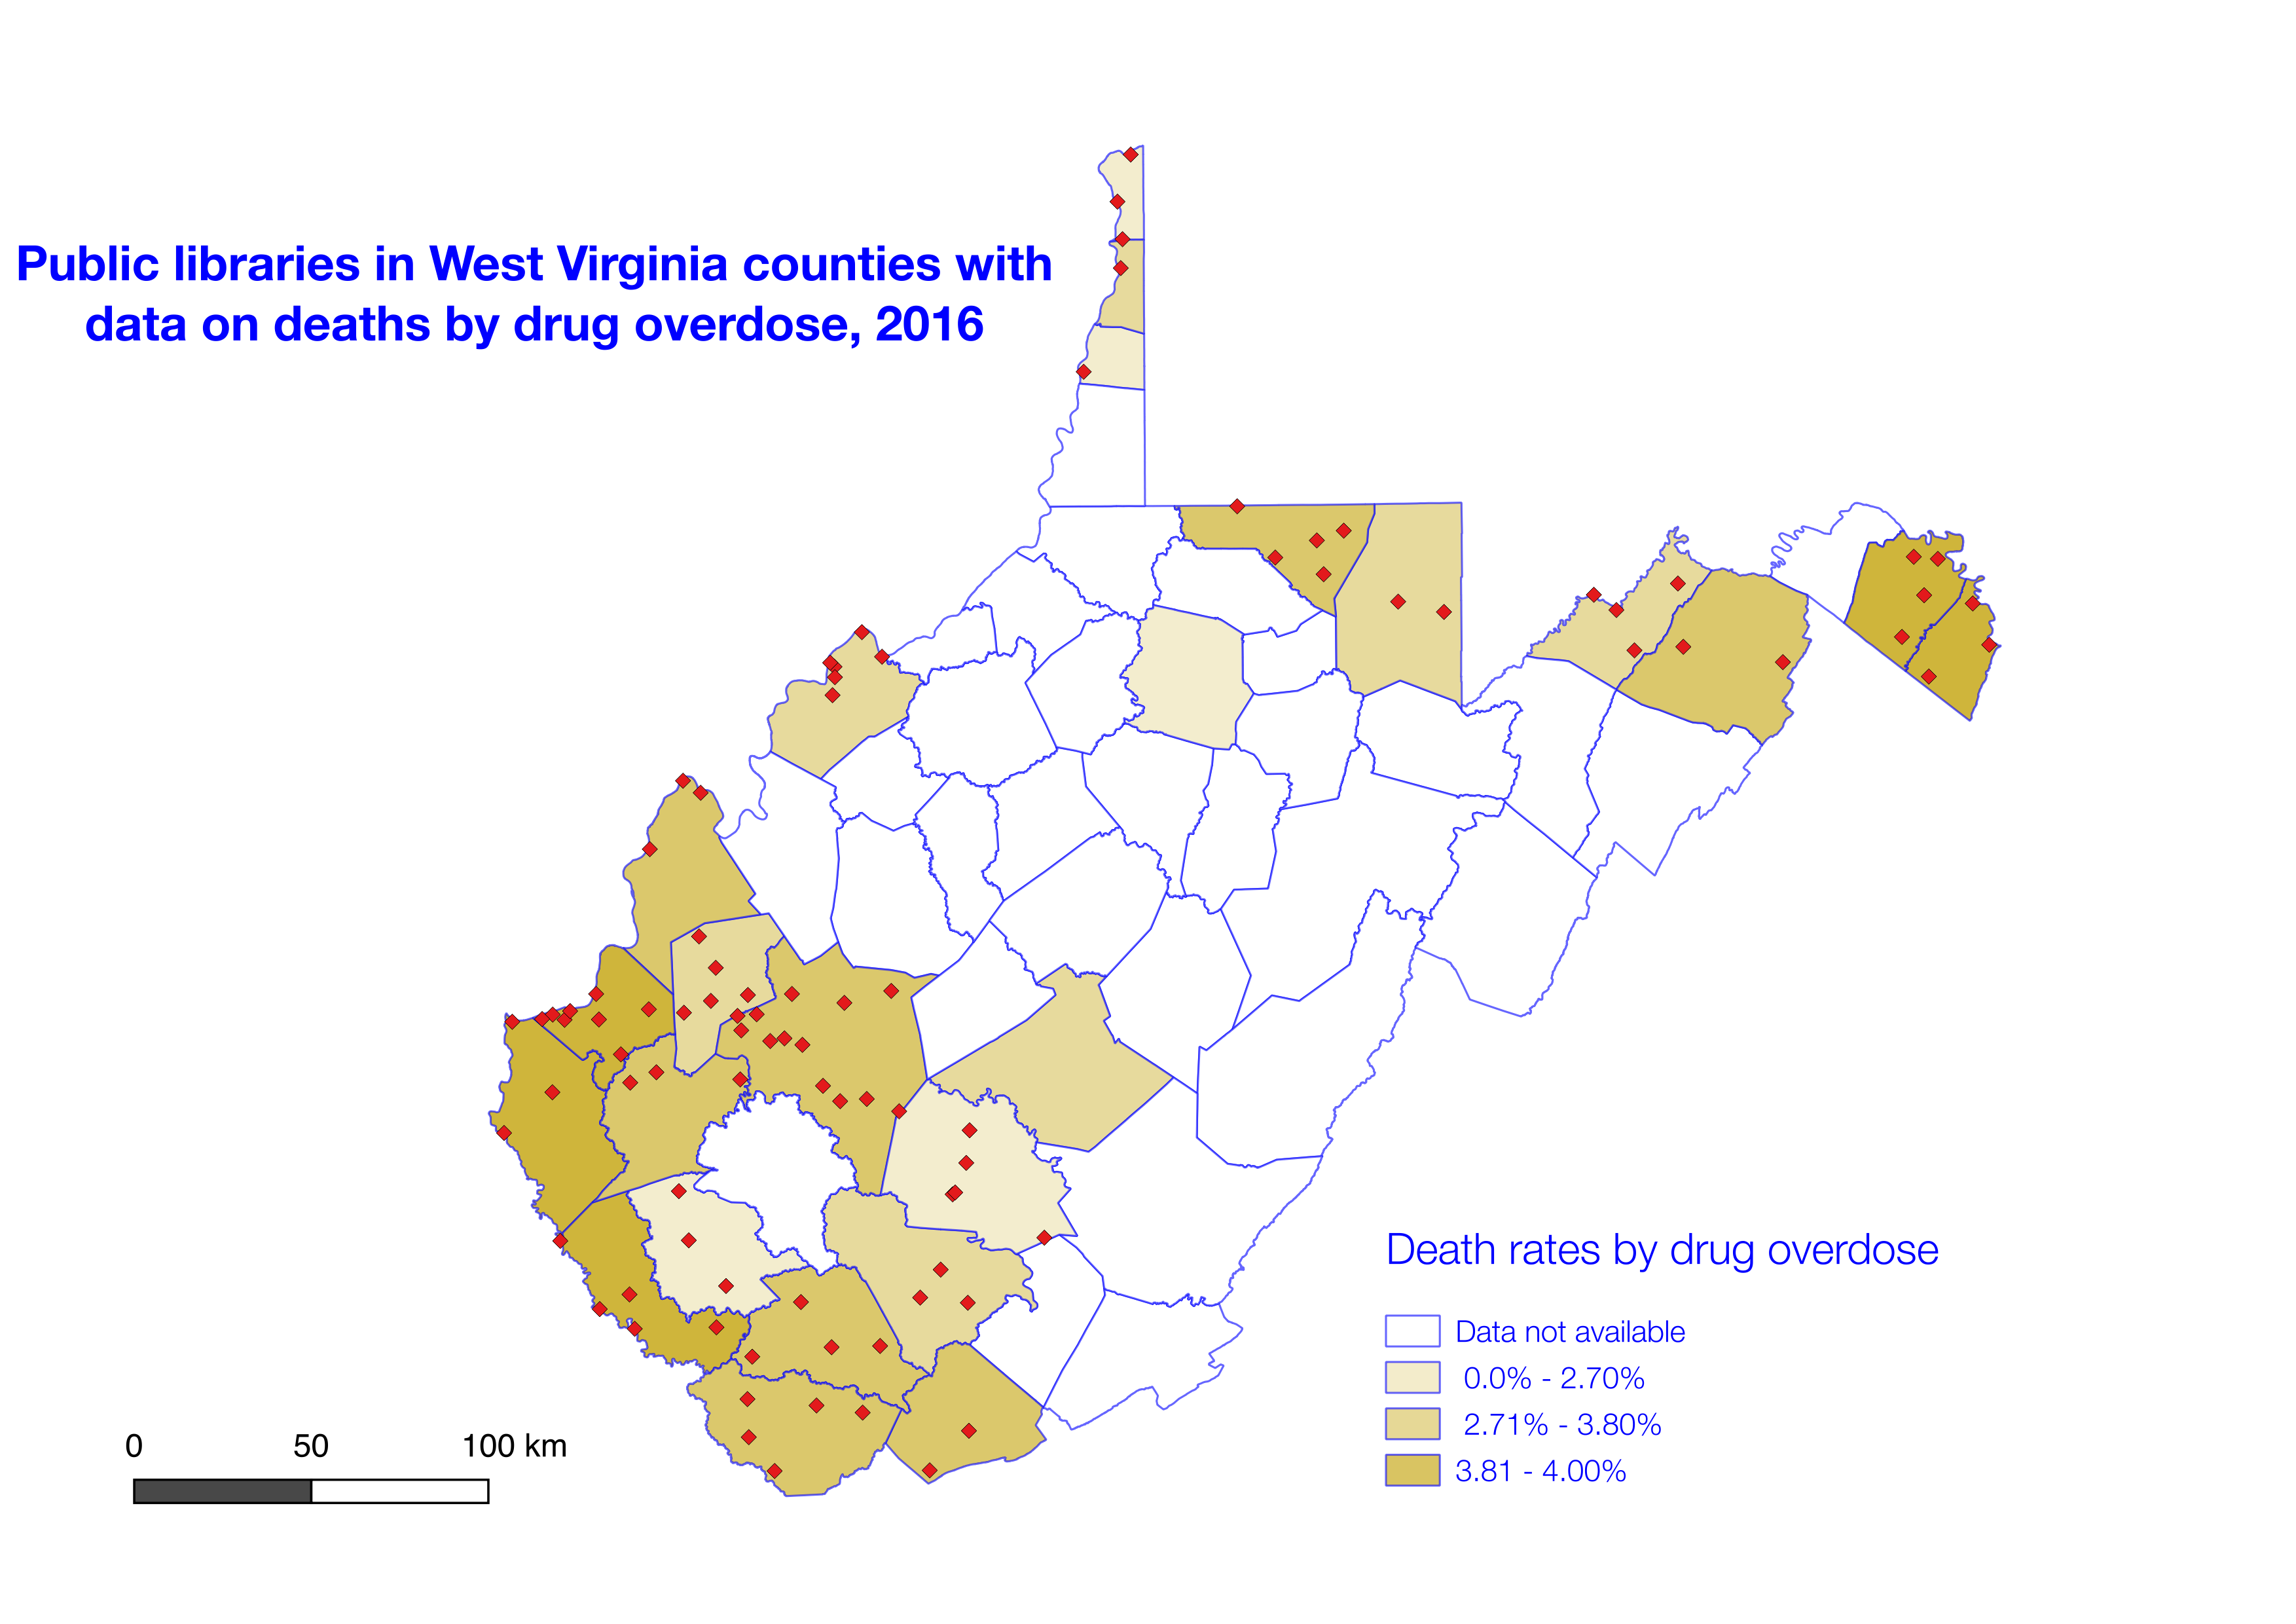 Public libraries in West Virginia counties with
data on deaths by drug overdose, 2016
Death rates by drug overdose
Data not available
0.0% - 2.70%
2.71% - 3.80%
3.81 - 4.00%
0 50 100 km